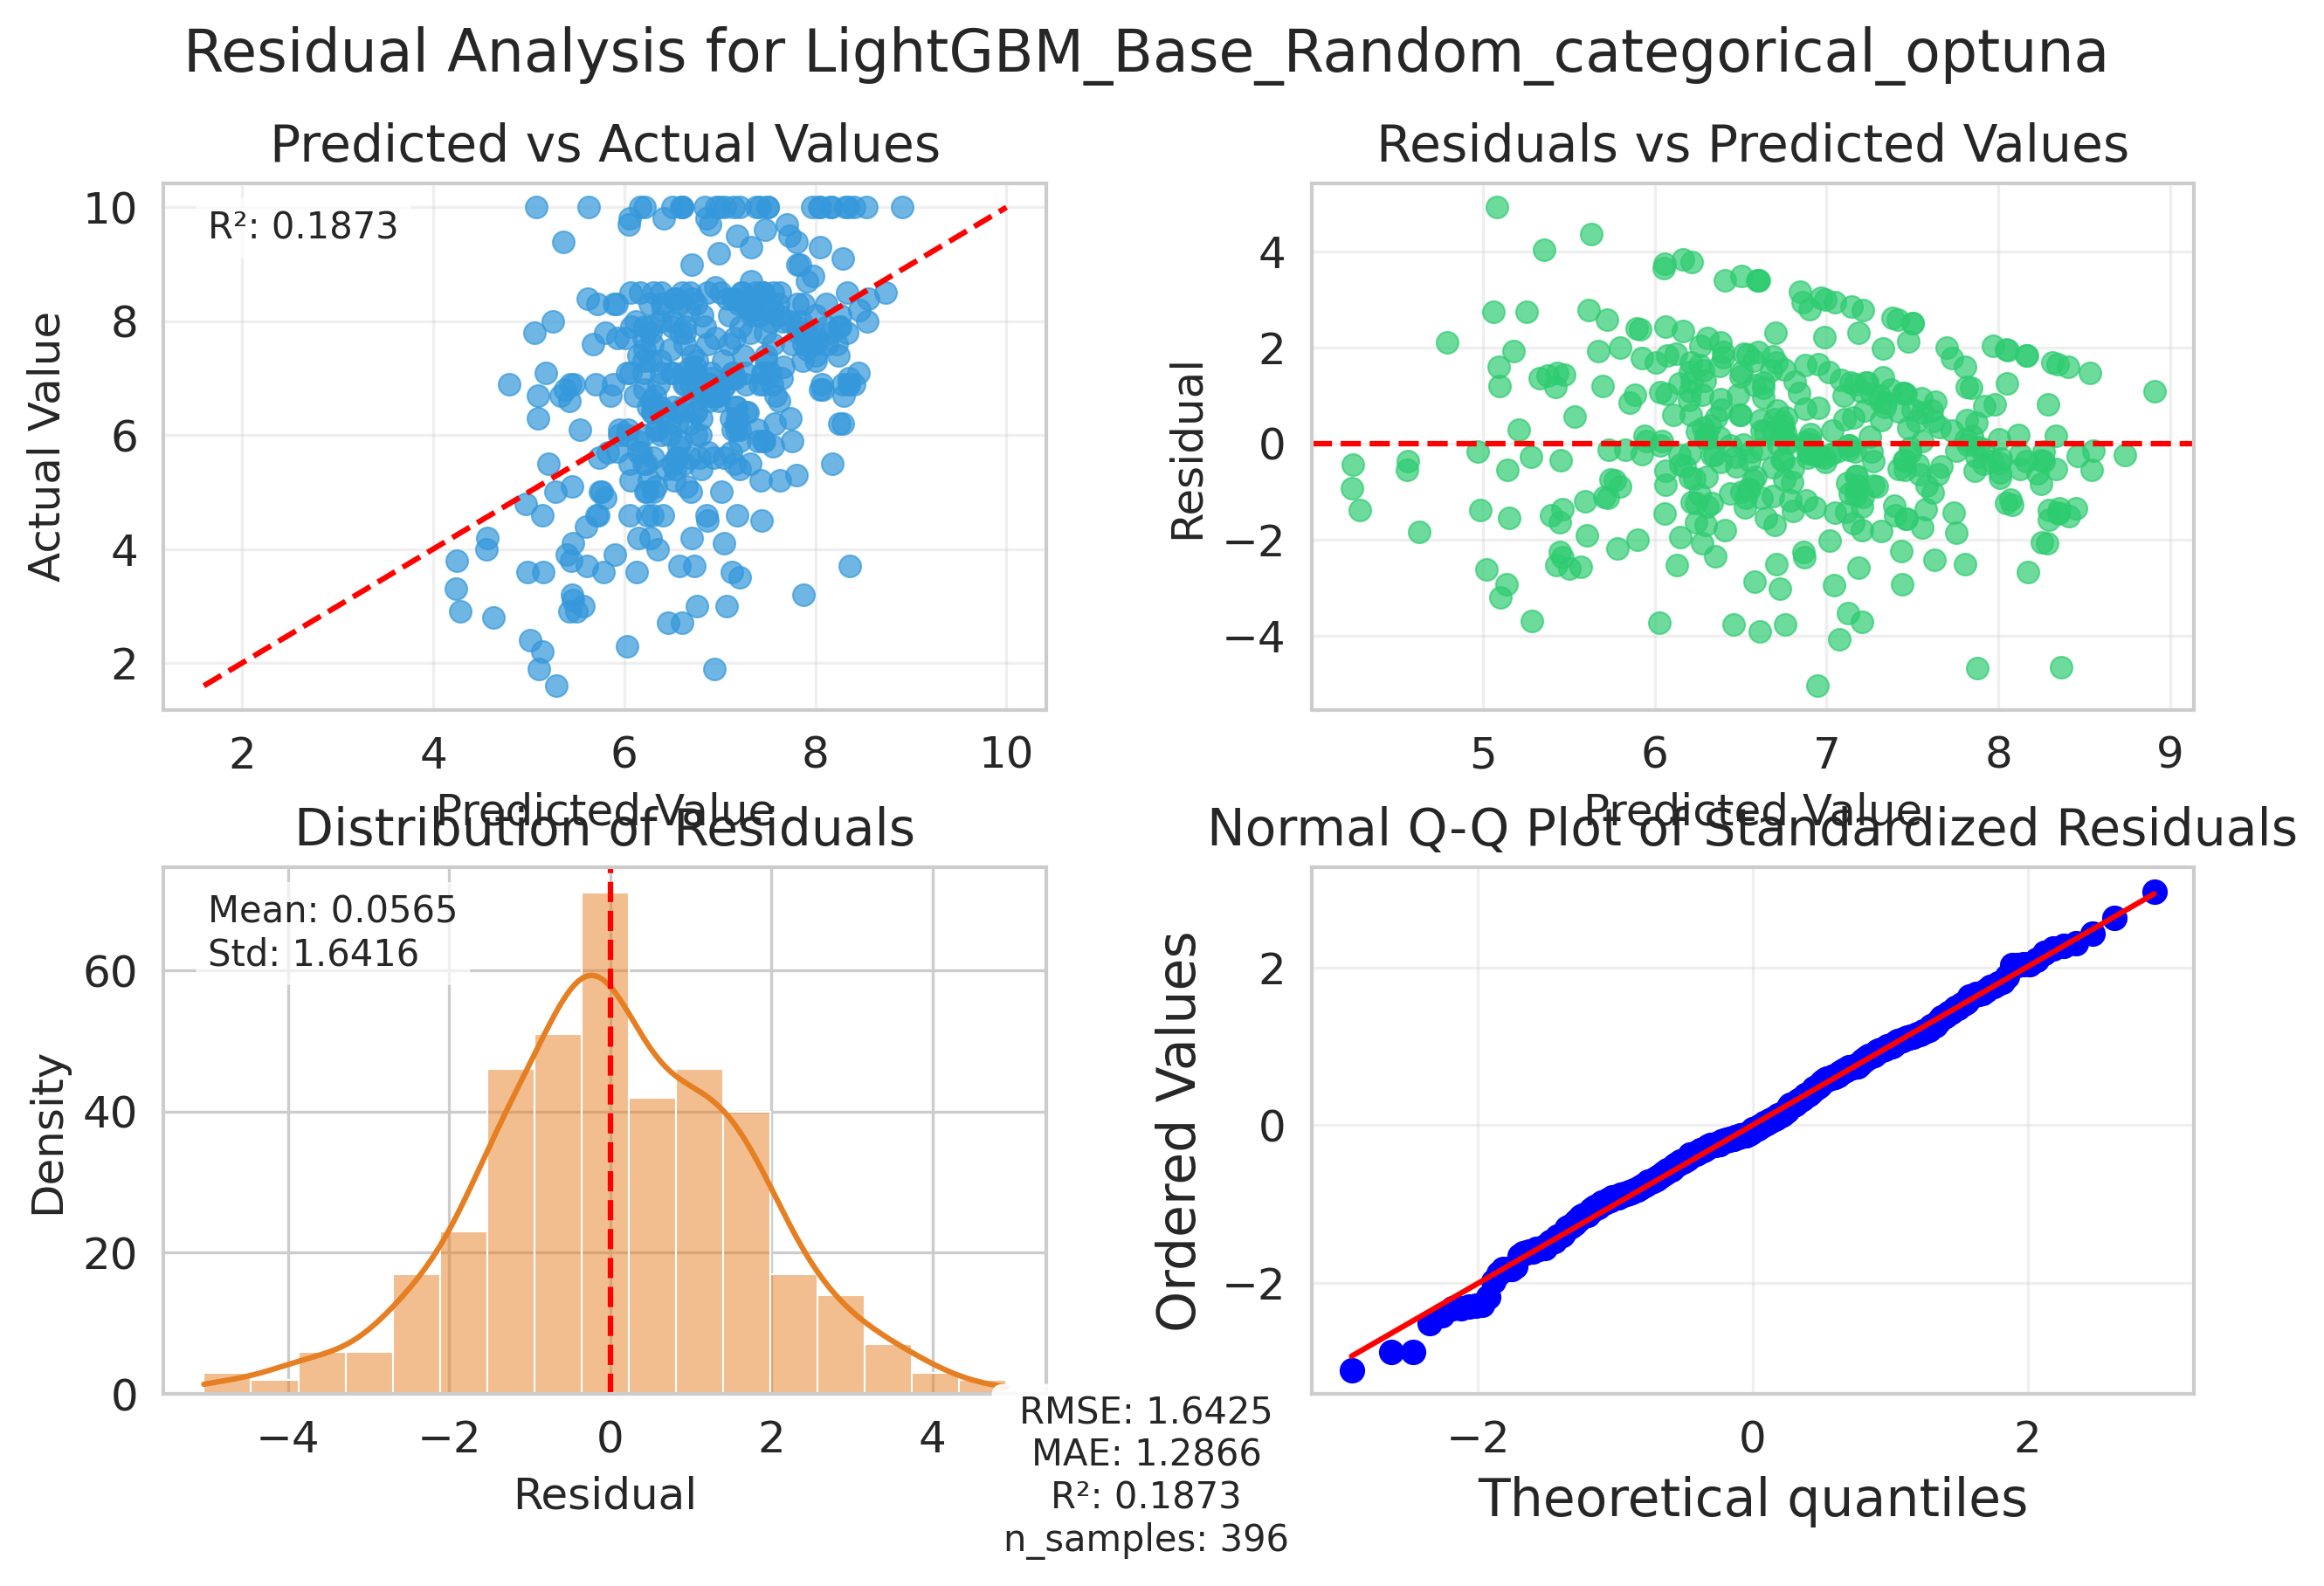 Residual Analysis for LightGBM_Base_Random_categorical_optuna
Predicted vs Actual Values
R²: 0.1873
Actual Value
10
8
6
4
2
2 4 6 8 10
Predicted Value
Residuals vs Predicted Values
Residual
4
2
0
−2
−4
5 6 7 8 9
Predicted Value
Distribution of Residuals
Mean: 0.0565
Std: 1.6416
Density
60
40
20
0
−4 −2 0 2 4
Residual
Normal Q-Q Plot of Standardized Residuals
Ordered Values
2
0
−2
−2 0 2
Theoretical quantiles
RMSE: 1.6425
MAE: 1.2866
R²: 0.1873
n_samples: 396